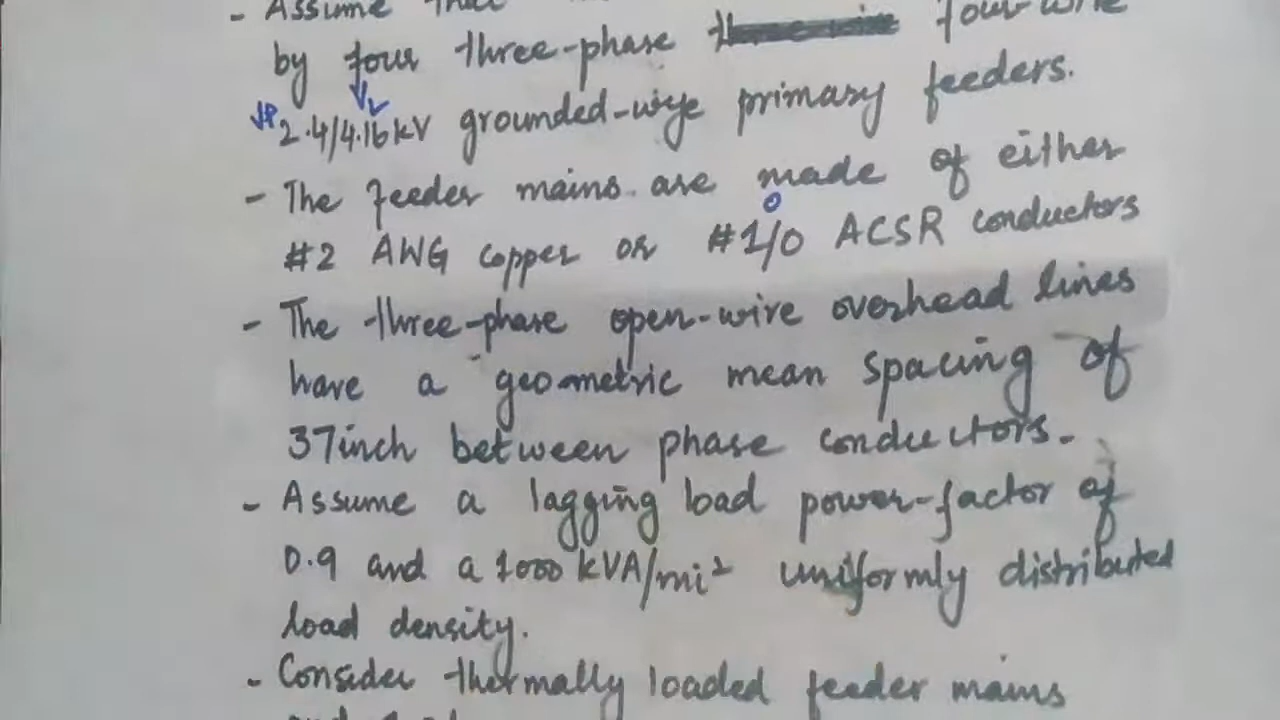 - Assume that
by four three-phase four-wire
2.4/4.16kV grounded-wye primary feeders.
- The feeder mains are made of either
#2 AWG copper or #1/0 ACSR conductors
- The three-phase open-wire overhead lines
have a geometric mean spacing of
37inch between phase conductors.
- Assume a lagging load power-factor of
0.9 and a 1000 kVA/mi² uniformly distributed
load density.
- Consider thermally loaded feeder mains